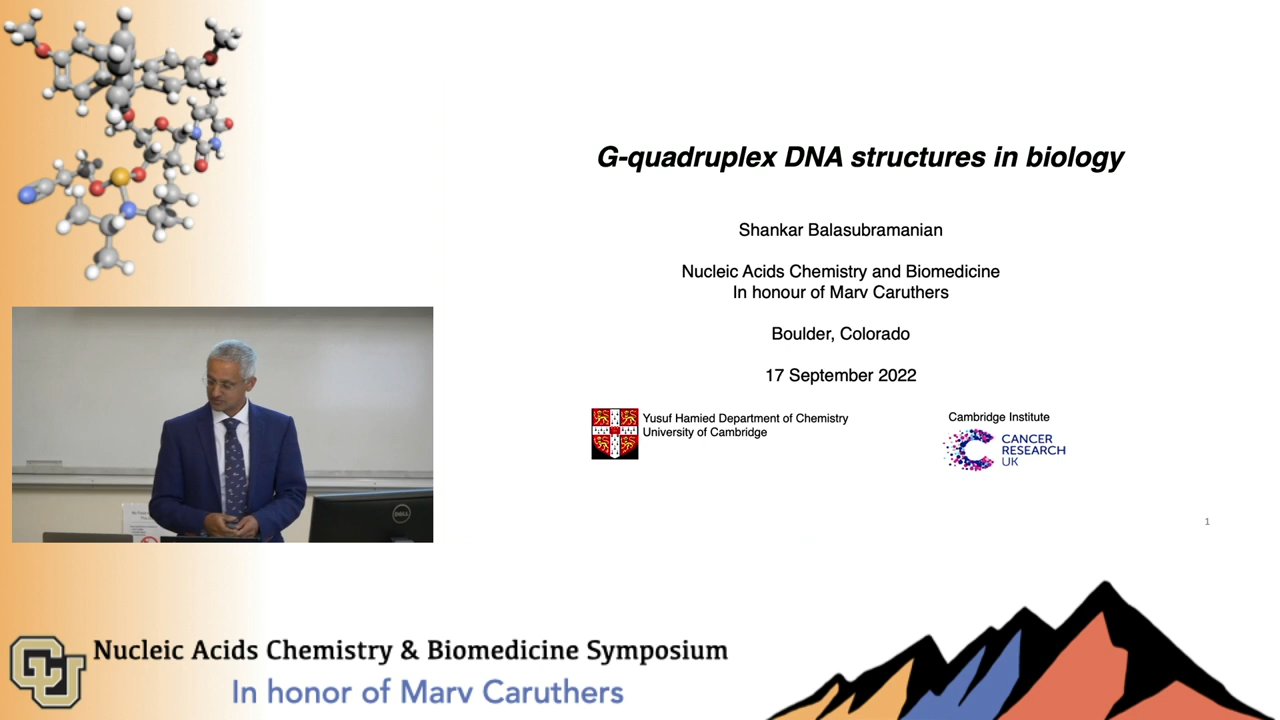 G-quadruplex DNA structures in biology
Shankar Balasubramanian
Nucleic Acids Chemistry and Biomedicine
In honour of Marv Caruthers
Boulder, Colorado
17 September 2022
Yusuf Hamied Department of Chemistry
University of Cambridge
Cambridge Institute
CANCER
RESEARCH
UK
1
DELL
CU
Nucleic Acids Chemistry & Biomedicine Symposium
In honor of Marv Caruthers